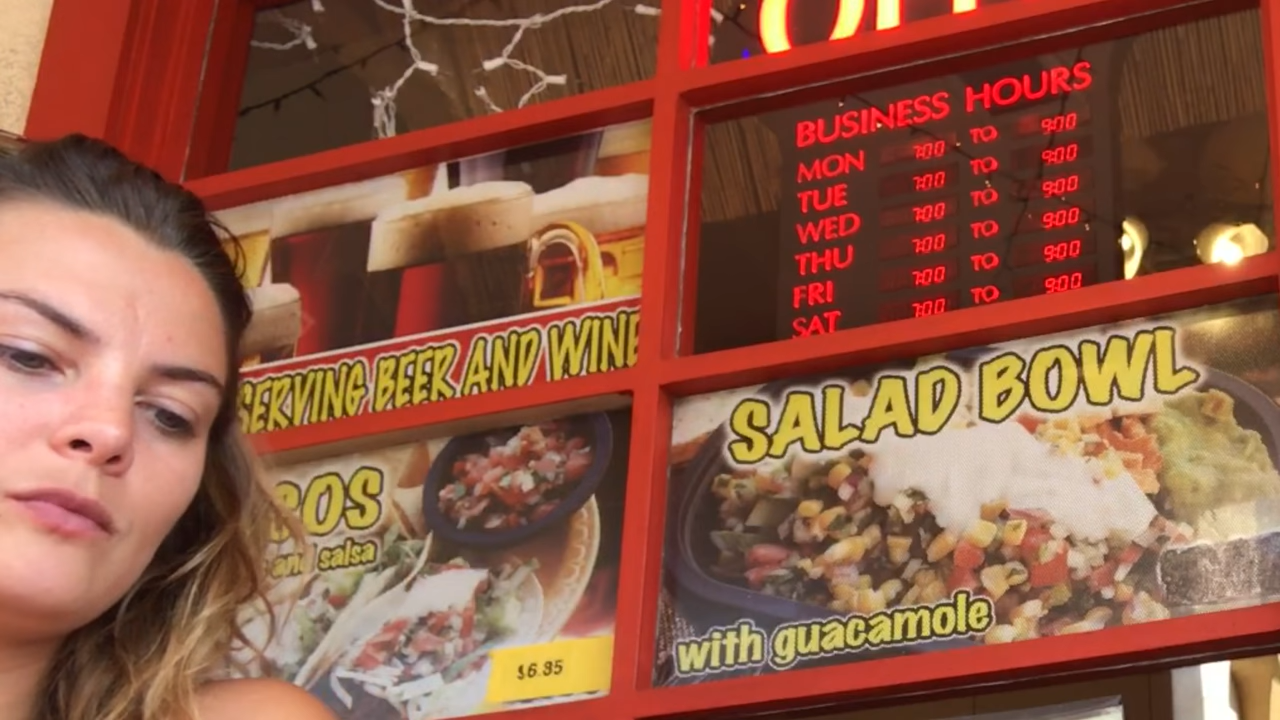 BUSINESS HOURS
MON 7:00 TO 9:00
TUE 7:00 TO 9:00
WED 7:00 TO 9:00
THU 7:00 TO 9:00
FRI 7:00 TO 9:00
SAT 7:00 TO 9:00
SERVING BEER AND WINE
SALAD BOWL
with guacamole
COS
and salsa
$6.95